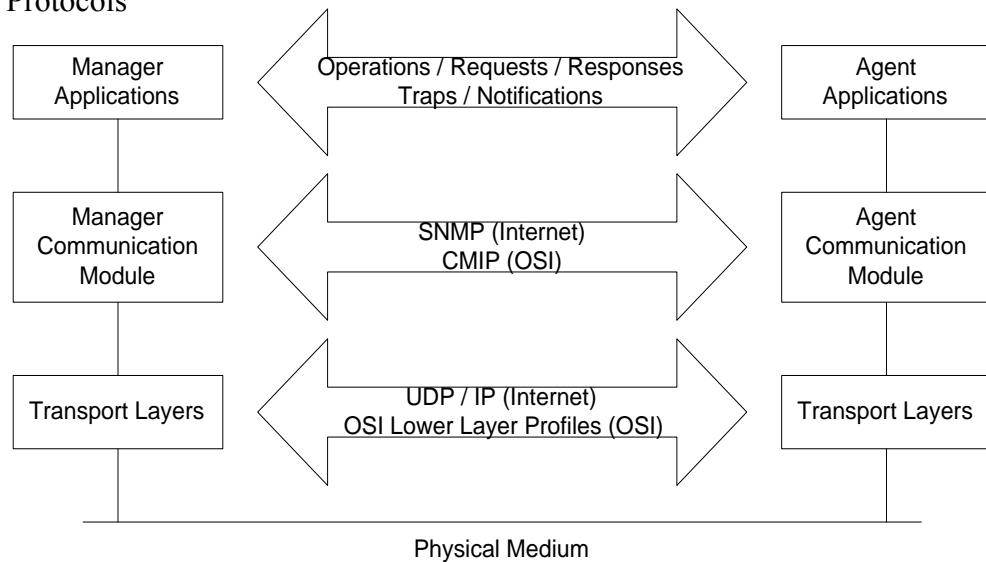 Protocols
Manager
Applications
Operations / Requests / Responses
Traps / Notifications
Agent
Applications
Manager
Communication
Module
SNMP (Internet)
CMIP (OSI)
Agent
Communication
Module
Transport Layers
UDP / IP (Internet)
OSI Lower Layer Profiles (OSI)
Transport Layers
Physical Medium